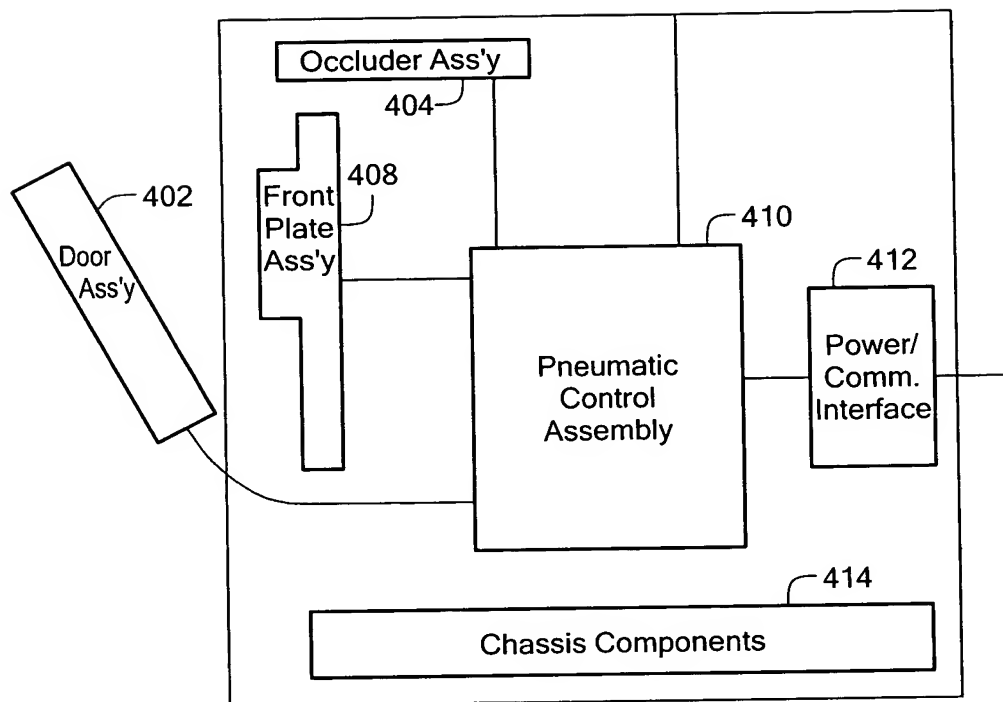 Occluder Ass'y
404
402
Door
Ass'y
Front
Plate
Ass'y
408
410
Pneumatic
Control
Assembly
412
Power/
Comm.
Interface
414
Chassis Components